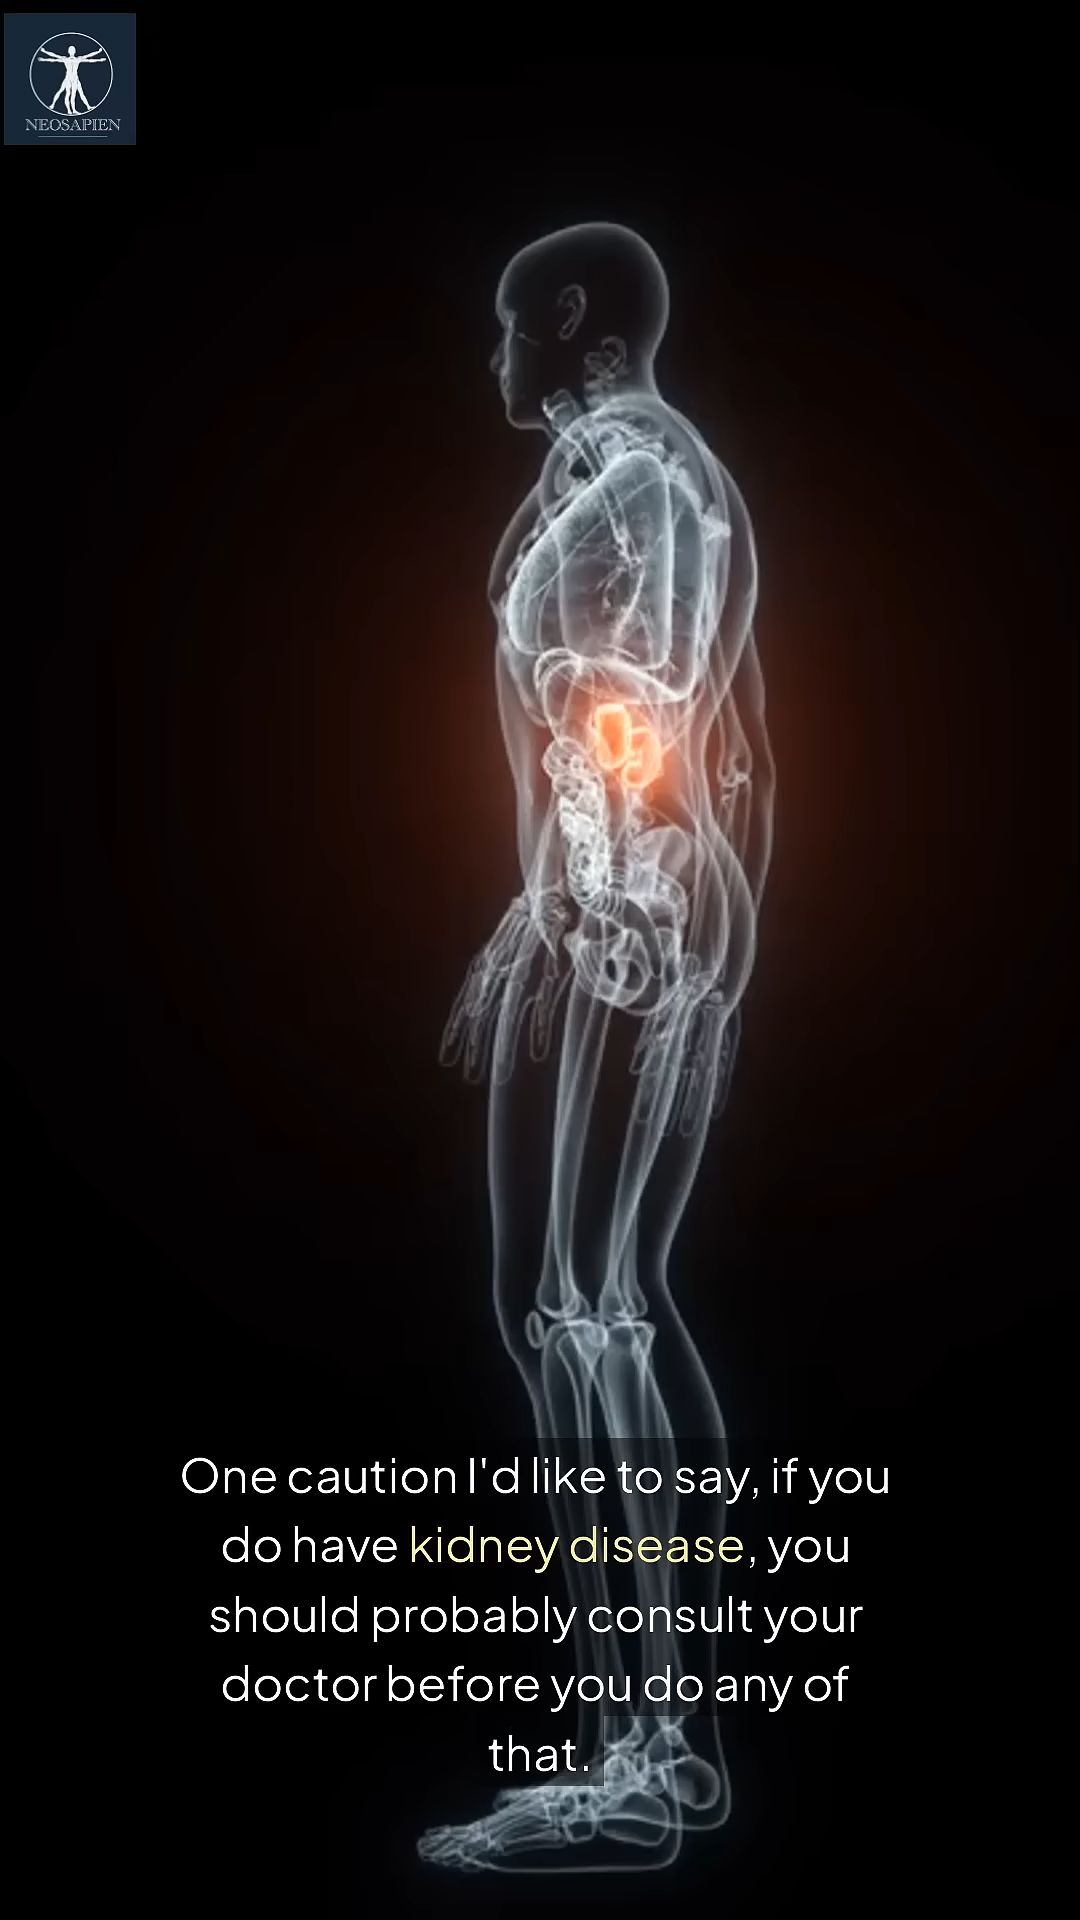 NEOSAPIEN
One caution I'd like to say, if you
do have kidney disease, you
should probably consult your
doctor before you do any of
that.